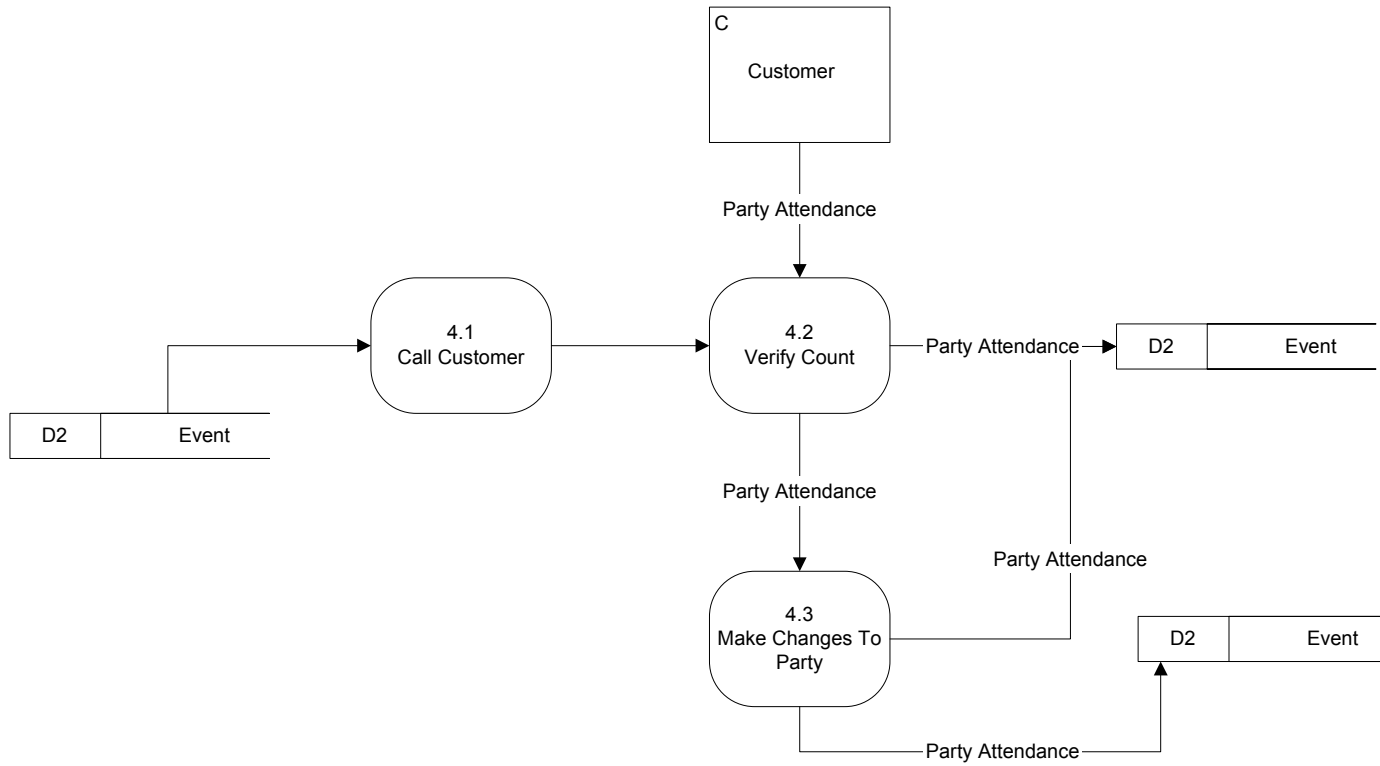 C
Customer
Party Attendance
4.1
Call Customer
4.2
Verify Count
Party Attendance
D2 Event
D2 Event
Party Attendance
Party Attendance
4.3
Make Changes To
Party
D2 Event
Party Attendance